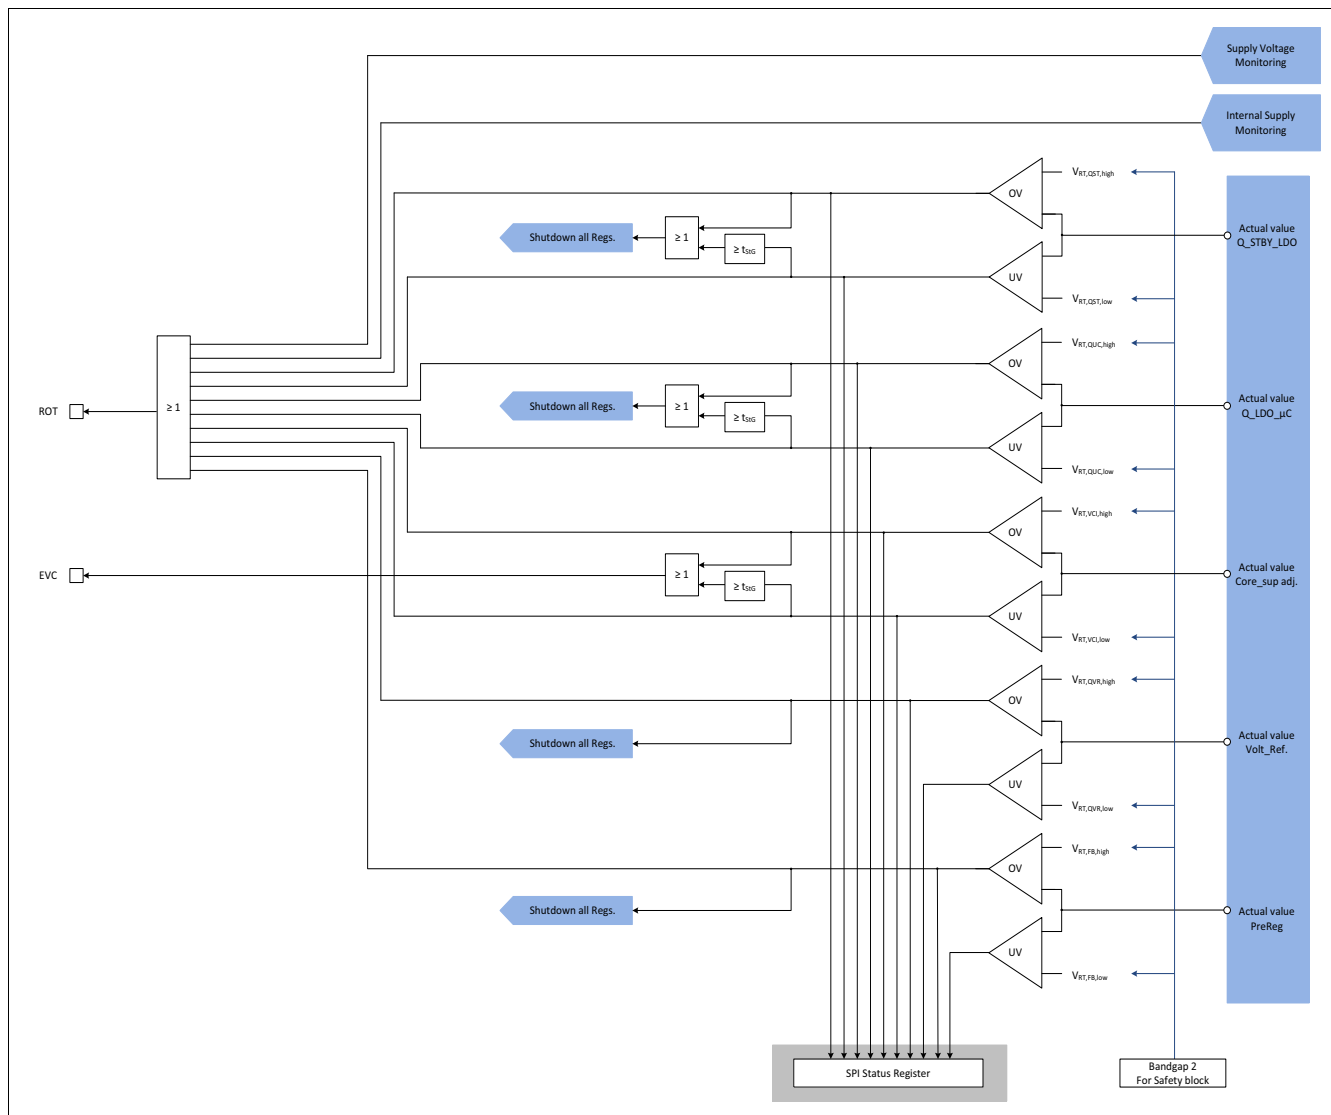 Supply Voltage
Monitoring
Internal Supply
Monitoring
OV
VRT,QST,high
Shutdown all Regs.
≥ 1
≥ tStG
Actual value
Q_STBY_LDO
UV
VRT,QST,low
OV
VRT,QUC,high
Shutdown all Regs.
≥ 1
≥ tStG
Actual value
Q_LDO_µC
ROT
≥ 1
UV
VRT,QUC,low
OV
VRT,VCI,high
EVC
≥ 1
≥ tStG
Actual value
Core_sup adj.
UV
VRT,VCI,low
OV
VRT,QVR,high
Shutdown all Regs.
Actual value
Volt_Ref.
UV
VRT,QVR,low
OV
VRT,FB,high
Shutdown all Regs.
Actual value
PreReg
UV
VRT,FB,low
SPI Status Register
Bandgap 2
For Safety block